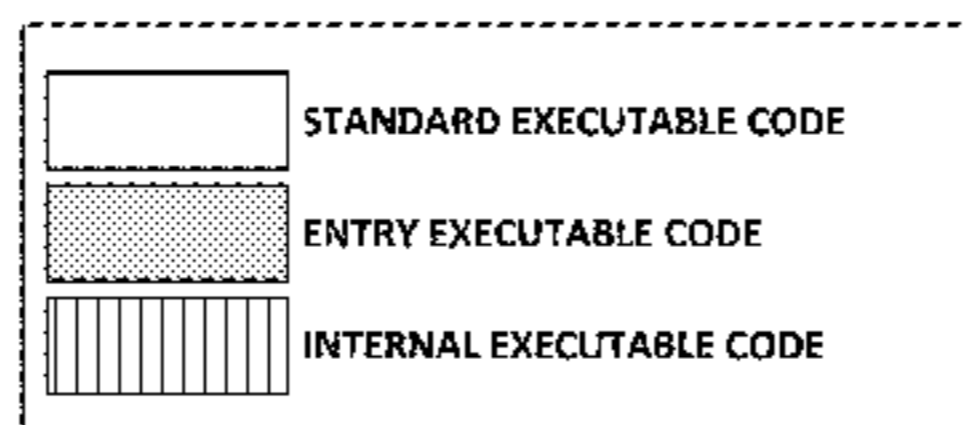 STANDARD EXECUTABLE CODE
ENTRY EXECUTABLE CODE
INTERNAL EXECUTABLE CODE